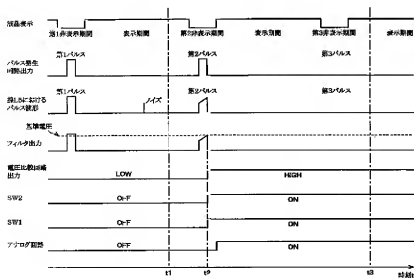 液晶表示
第1非表示期間 表示期間 第2非表示期間 表示期間 第3非表示期間 表示期間
パルス発生回路出力
第1パルス 第2パルス 第3パルス
線L5における
パルス波形
第1パルス ノイズ 第2パルス 第3パルス
基準電圧
フィルタ出力
電圧比較回路
出力
LOW HIGH
SW2 OFF ON
SW1 OFF ON
アナログ回路 OFF ON
t1 t9 t3 時刻t